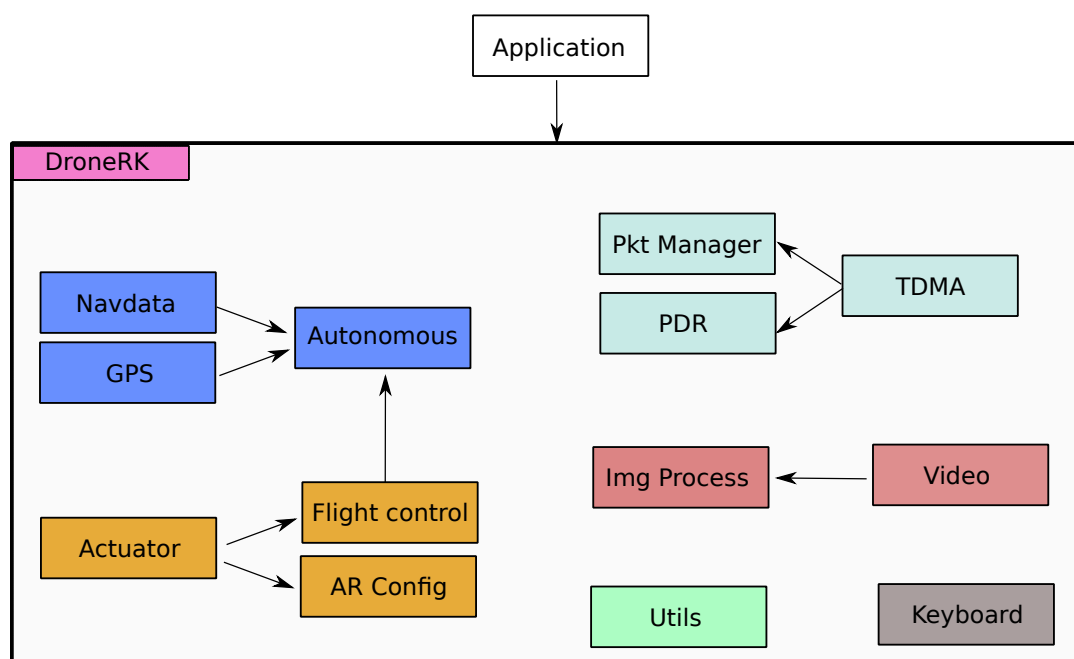 Application
DroneRK
Pkt Manager
TDMA
Navdata
PDR
Autonomous
GPS
Img Process
Video
Flight control
Actuator
AR Config
Utils
Keyboard